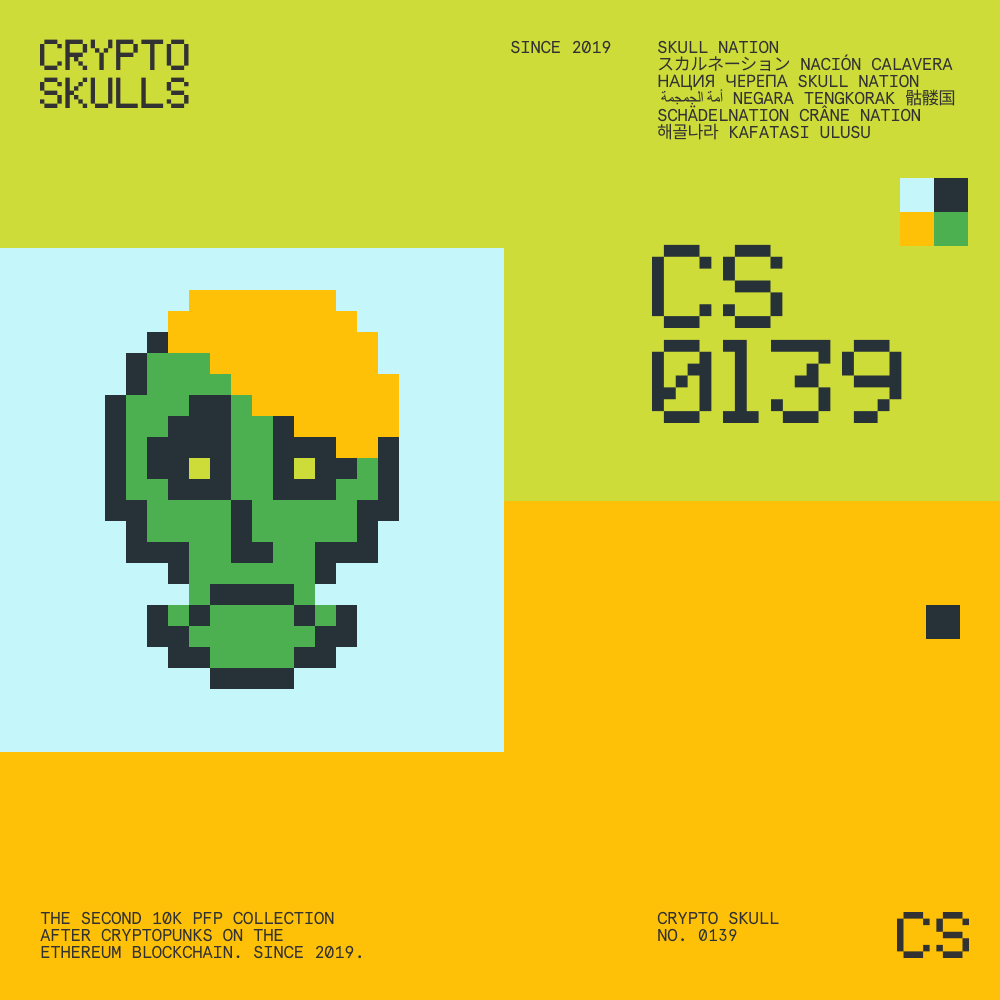 CRYPTO
SKULLS
SINCE 2019
SKULL NATION
スカルネーション NACIÓN CALAVERA
НАЦИЯ ЧЕРЕПА SKULL NATION
أمة الجمجمة NEGARA TENGKORAK 骷髅国
SCHÄDELNATION CRÂNE NATION
해골나라 KAFATASI ULUSU
CS
0139
THE SECOND 10K PFP COLLECTION
AFTER CRYPTOPUNKS ON THE
ETHEREUM BLOCKCHAIN. SINCE 2019.
CRYPTO SKULL
NO. 0139
CS